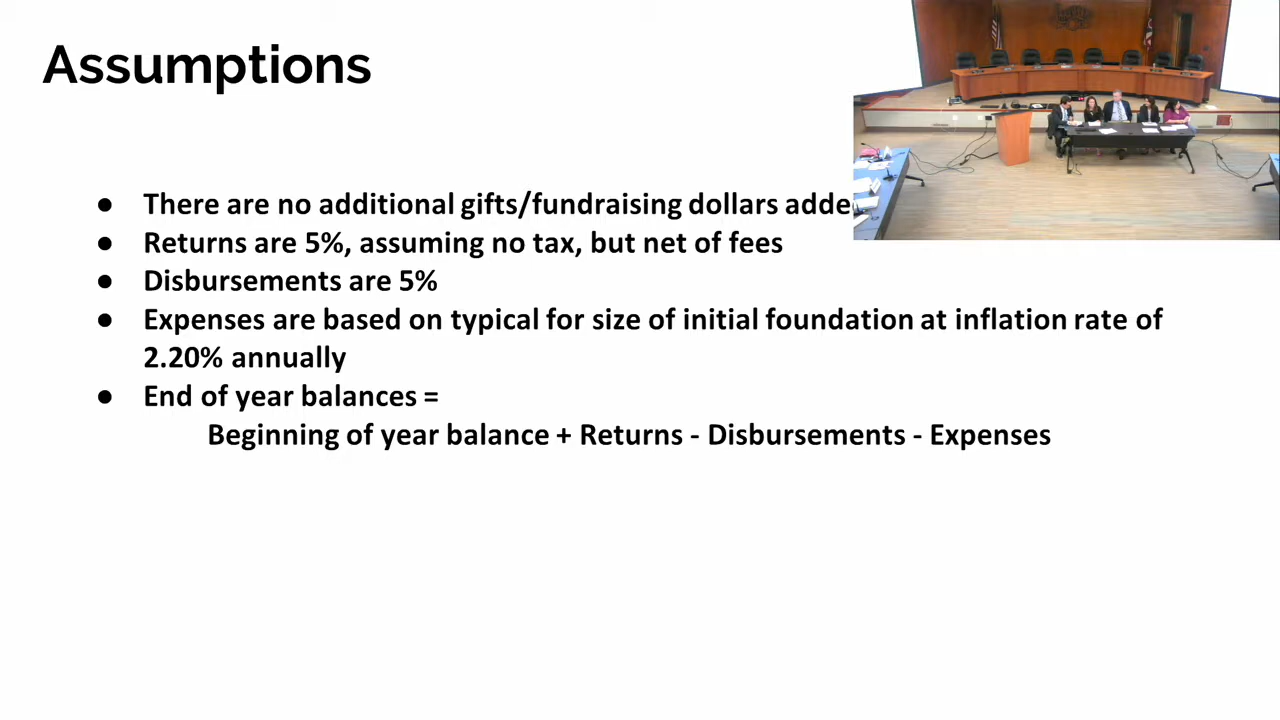 Assumptions
● There are no additional gifts/fundraising dollars
● Returns are 5%, assuming no tax, but net of fees
● Disbursements are 5%
● Expenses are based on typical for size of initial foundation at inflation rate of
2.20% annually
● End of year balances =
Beginning of year balance + Returns - Disbursements - Expenses